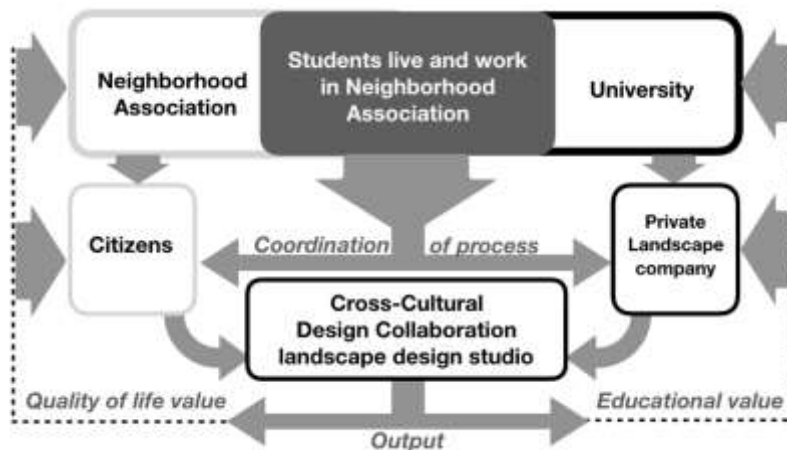 Neighborhood
Association
Students live and work
in Neighborhood
Association
University
Citizens
Coordination of process
Private
Landscape
company
Cross-Cultural
Design Collaboration
landscape design studio
Quality of life value
Educational value
Output